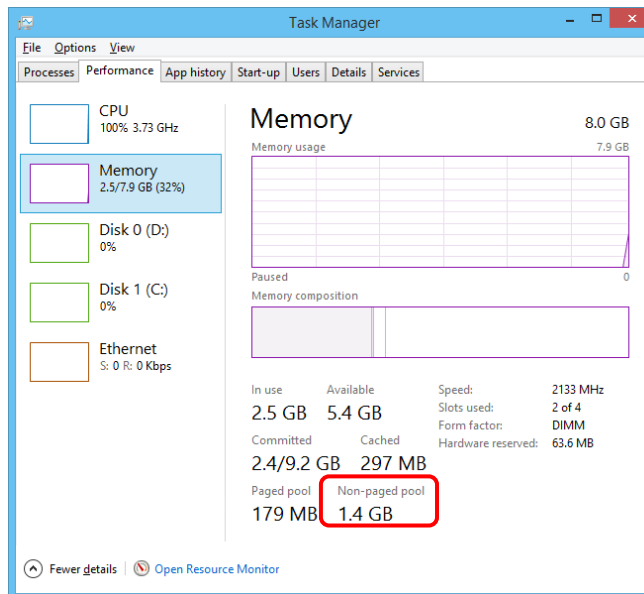 Task Manager
File Options View
Processes Performance App history Start-up Users Details Services
CPU
100% 3.73 GHz
Memory
2.5/7.9 GB (32%)
Disk 0 (D:)
0%
Disk 1 (C:)
0%
Ethernet
S: 0 R: 0 Kbps
Memory 8.0 GB
Memory usage 7.9 GB
Paused 0
Memory composition
In use Available
2.5 GB 5.4 GB
Committed Cached
2.4/9.2 GB 297 MB
Paged pool Non-paged pool
179 MB 1.4 GB
Speed: 2133 MHz
Slots used: 2 of 4
Form factor: DIMM
Hardware reserved: 63.6 MB
Fewer details Open Resource Monitor